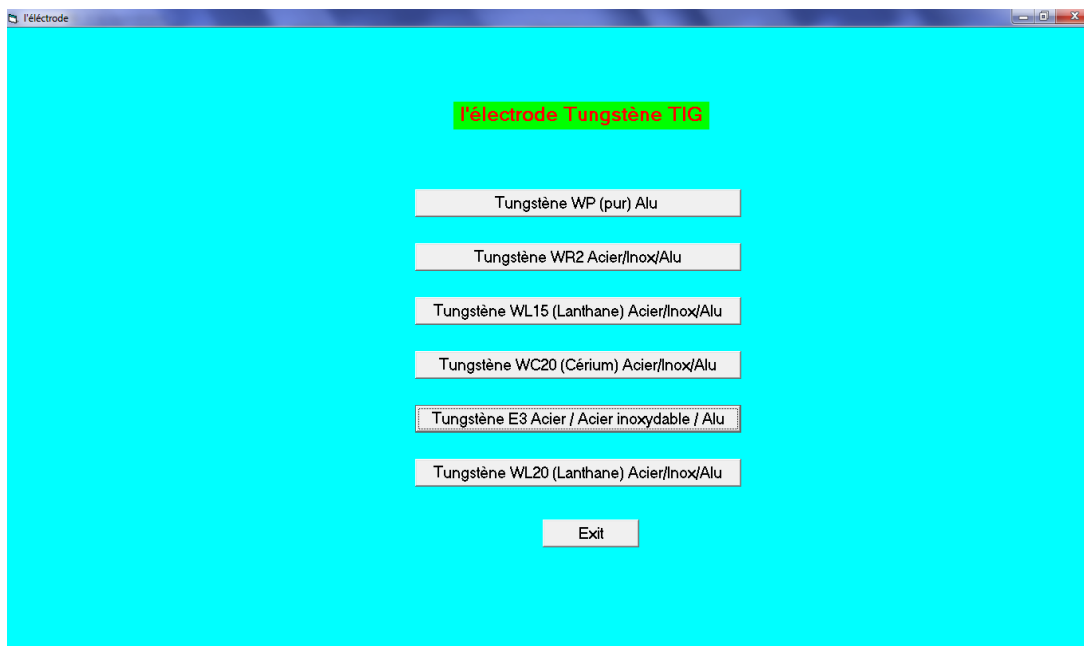 l'éléctrode
l'électrode Tungstène TIG
Tungstène WP (pur) Alu
Tungstène WR2 Acier/Inox/Alu
Tungstène WL15 (Lanthane) Acier/Inox/Alu
Tungstène WC20 (Cérium) Acier/Inox/Alu
Tungstène E3 Acier / Acier inoxydable / Alu
Tungstène WL20 (Lanthane) Acier/Inox/Alu
Exit